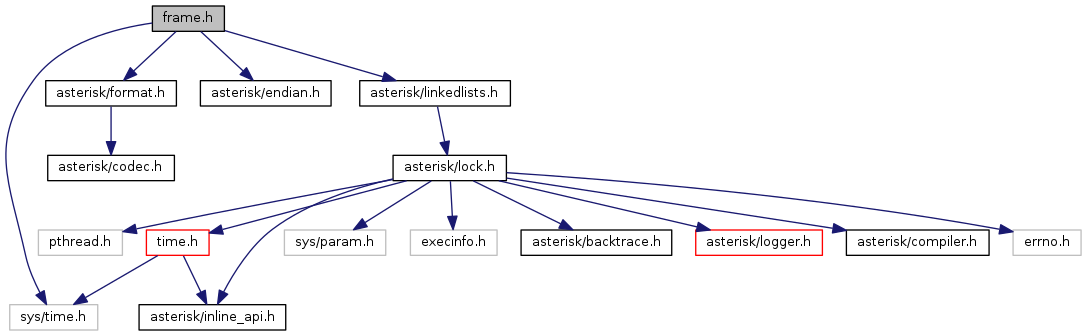 frame.h
asterisk/format.h
asterisk/endian.h
asterisk/linkedlists.h
asterisk/codec.h
asterisk/lock.h
pthread.h
time.h
sys/param.h
execinfo.h
asterisk/backtrace.h
asterisk/logger.h
asterisk/compiler.h
errno.h
sys/time.h
asterisk/inline_api.h